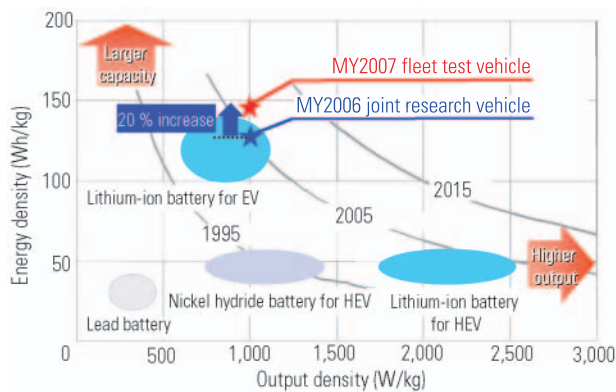 200
150
100
50
0
Energy density (Wh/kg)
Larger
capacity
MY2007 fleet test vehicle
MY2006 joint research vehicle
20 % increase
Lithium-ion battery for EV
1995
2005
2015
Higher
output
Lead battery
Nickel hydride battery for HEV
Lithium-ion battery
for HEV
500
1,000
1,500
2,000
2,500
3,000
Output density (W/kg)